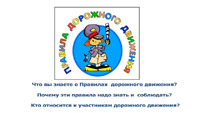 ПРАВИЛА ДОРОЖНОГО ДВИЖЕНИЯ
Что вы знаете о Правилах дорожного движения?
Почему эти правила надо знать и соблюдать?
Кто относится к участникам дорожного движения?